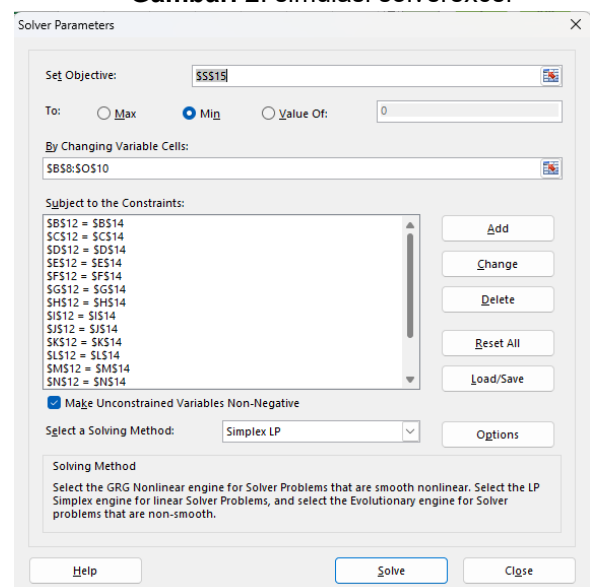 Gambar. 2. simulasi solver excel
Solver Parameters
Set Objective: $S$15
To: Max Min Value Of: 0
By Changing Variable Cells:
$B$8:$O$10
Subject to the Constraints:
$B$12 = $B$14
$C$12 = $C$14
$D$12 = $D$14
$E$12 = $E$14
$F$12 = $F$14
$G$12 = $G$14
$H$12 = $H$14
$I$12 = $I$14
$J$12 = $J$14
$K$12 = $K$14
$L$12 = $L$14
$M$12 = $M$14
$N$12 = $N$14
Add
Change
Delete
Reset All
Load/Save
Make Unconstrained Variables Non-Negative
Select a Solving Method: Simplex LP
Options
Solving Method
Select the GRG Nonlinear engine for Solver Problems that are smooth nonlinear. Select the LP
Simplex engine for linear Solver Problems, and select the Evolutionary engine for Solver
problems that are non-smooth.
Help Solve Close